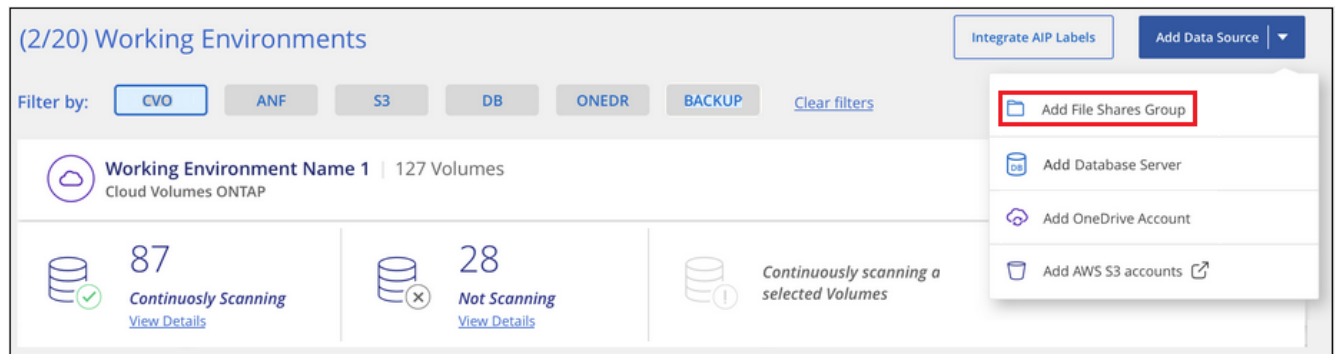 (2/20) Working Environments
Integrate AIP Labels
Add Data Source
Filter by:
CVO
ANF
S3
DB
ONEDR
BACKUP
Clear filters
Add File Shares Group
DB
Add Database Server
Add OneDrive Account
Add AWS S3 accounts
Working Environment Name 1 | 127 Volumes
Cloud Volumes ONTAP
87
Continuosly Scanning
View Details
28
Not Scanning
View Details
Continuously scanning a
selected Volumes